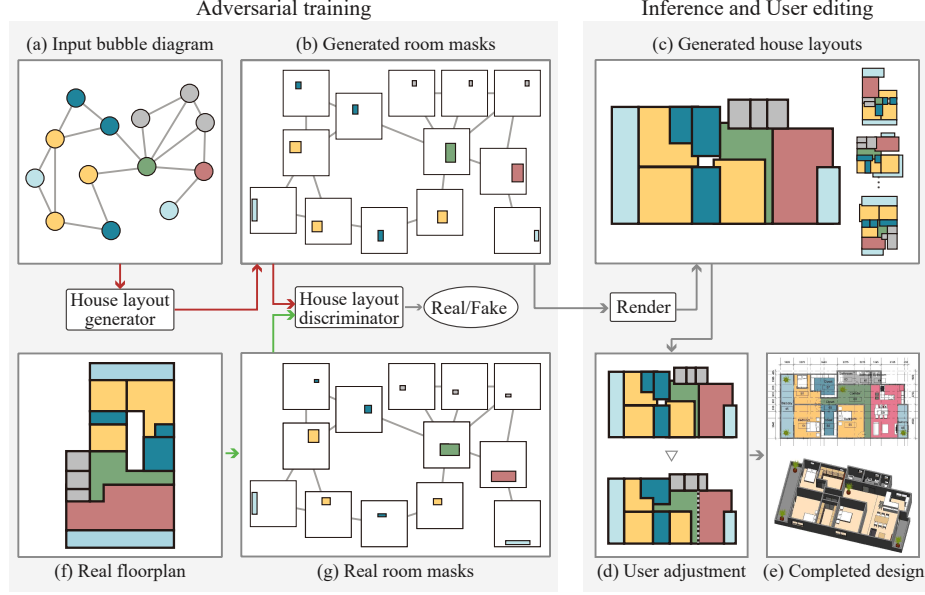 Adversarial training
Inference and User editing
(a) Input bubble diagram
(b) Generated room masks
(c) Generated house layouts
House layout
generator
House layout
discriminator
Real/Fake
Render
(f) Real floorplan
(g) Real room masks
(d) User adjustment
(e) Completed design